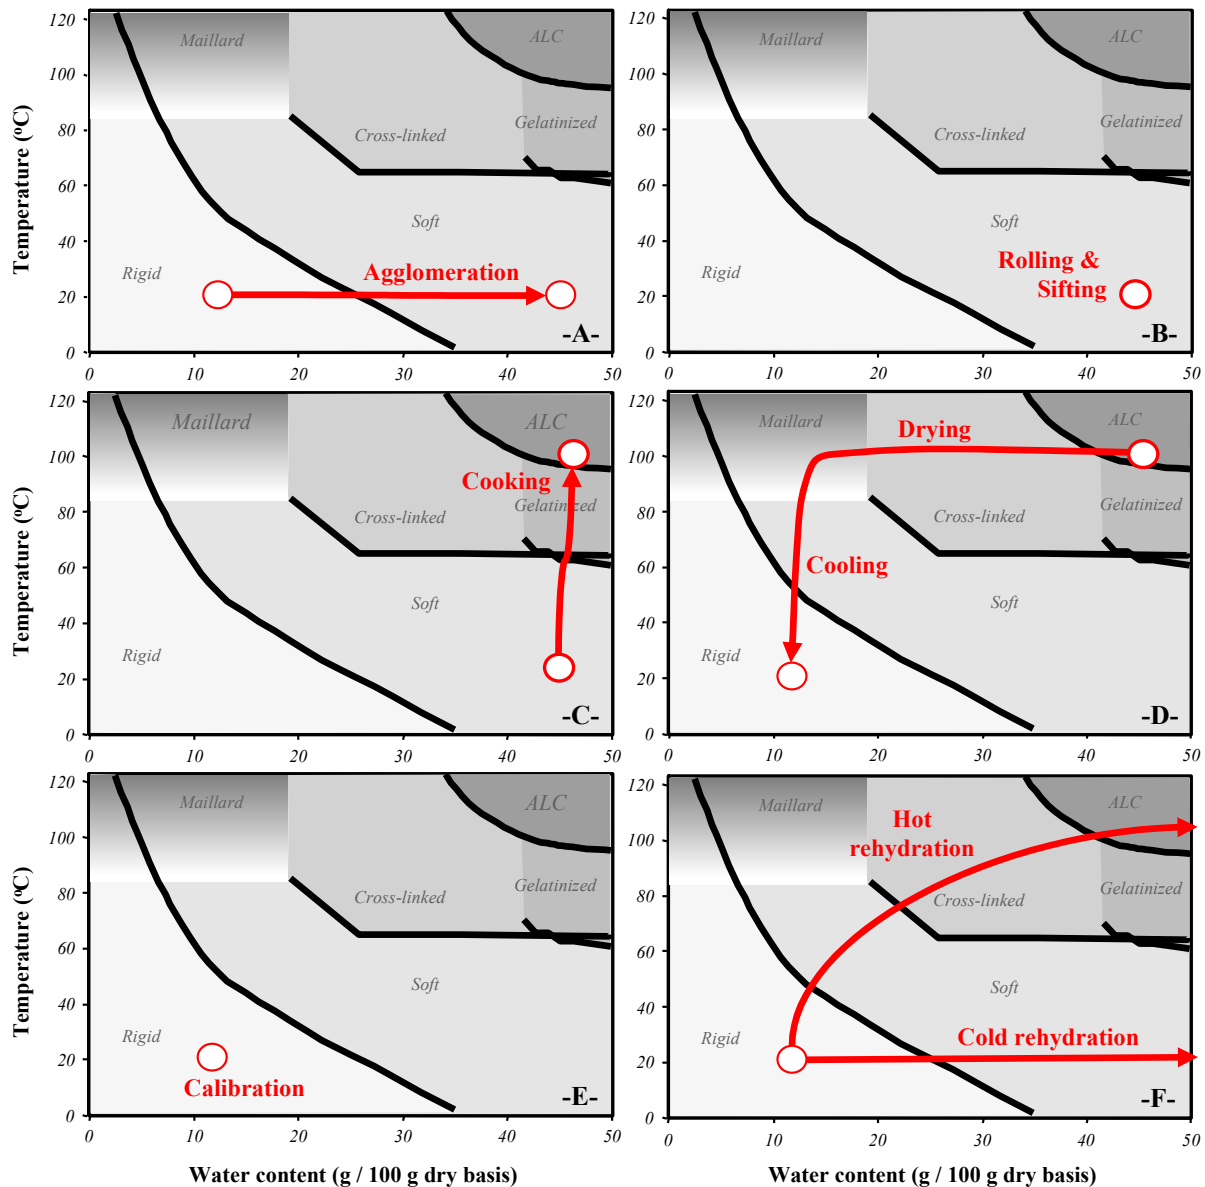 120
100
80
60
40
20
0
Temperature (ºC)
Maillard
ALC
Cross-linked
Gelatinized
Soft
Rigid
Agglomeration
-A-
0 10 20 30 40 50
120
100
80
60
40
20
0
Maillard
ALC
Cross-linked
Gelatinized
Soft
Rigid
Rolling &
Sifting
-B-
0 10 20 30 40 50
120
100
80
60
40
20
0
Temperature (ºC)
Maillard
ALC
Cooking
Gelatinized
Cross-linked
Soft
Rigid
-C-
0 10 20 30 40 50
120
100
80
60
40
20
0
Maillard
Drying
ALC
Cross-linked
Gelatinized
Cooling
Soft
Rigid
-D-
0 10 20 30 40 50
120
100
80
60
40
20
0
Temperature (ºC)
Maillard
ALC
Cross-linked
Gelatinized
Soft
Rigid
Calibration
-E-
0 10 20 30 40 50
Water content (g / 100 g dry basis)
120
100
80
60
40
20
0
Maillard
ALC
Hot
rehydration
Cross-linked
Gelatinized
Soft
Rigid
Cold rehydration
-F-
0 10 20 30 40 50
Water content (g / 100 g dry basis)